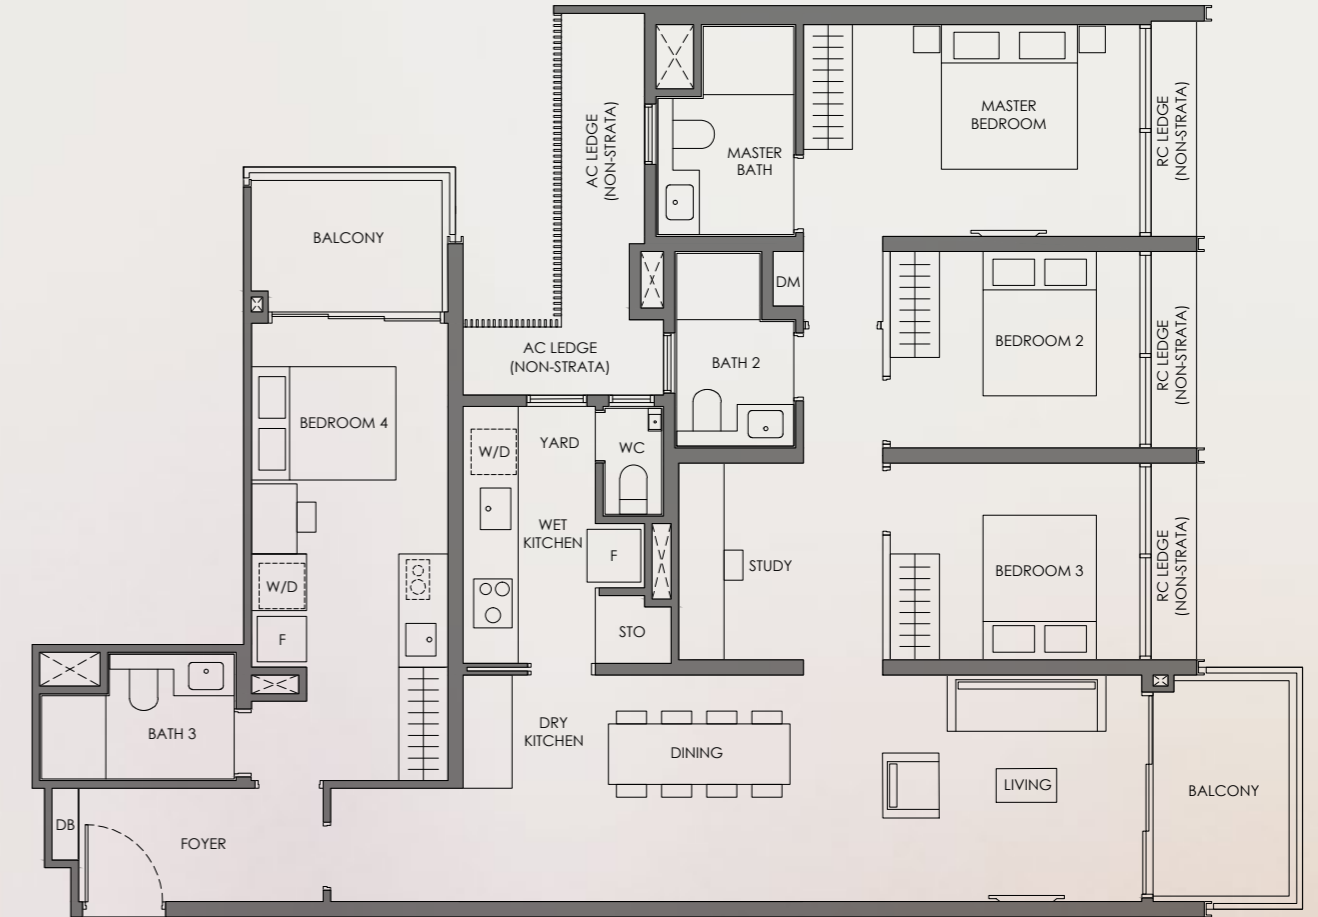 MASTER
BEDROOM
RC LEDGE
(NON-STRATA)
AC LEDGE
(NON-STRATA)
MASTER
BATH
BALCONY
DM
BEDROOM 2
RC LEDGE
(NON-STRATA)
AC LEDGE
(NON-STRATA)
BATH 2
BEDROOM 4
W/D
YARD
WC
WET
KITCHEN
F
STUDY
BEDROOM 3
RC LEDGE
(NON-STRATA)
W/D
F
STO
BATH 3
DRY
KITCHEN
DINING
LIVING
BALCONY
DB
FOYER